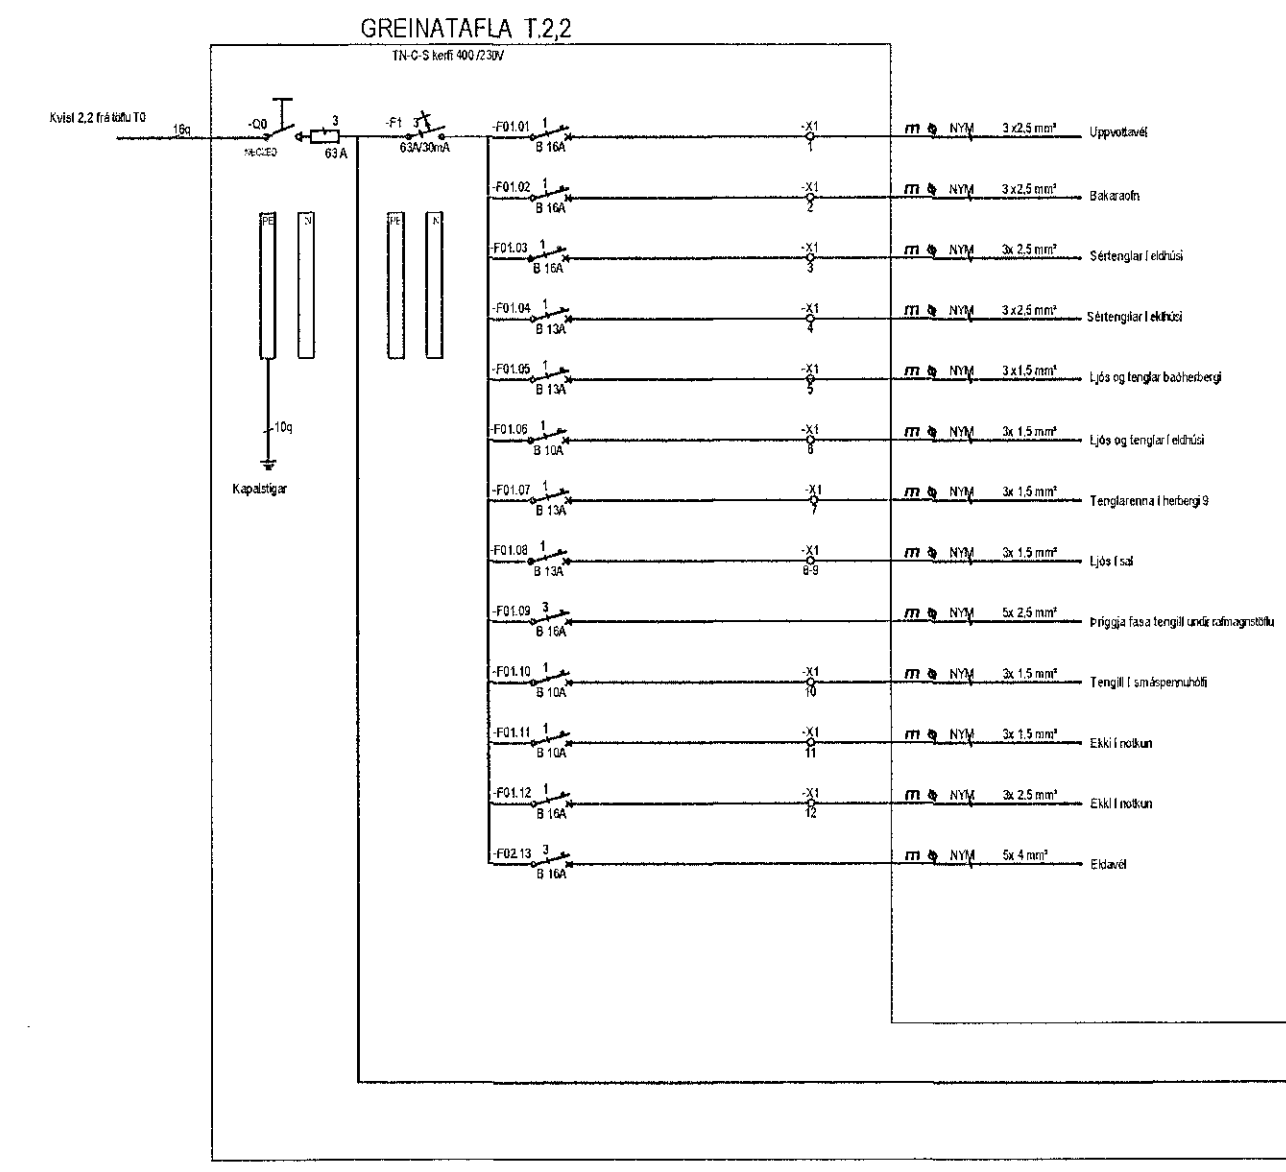 GREINATAFLA T.2,2
TN-C-S kerfi 400/230V
Kvísl 2,2 frá töflu T0
16q
-Q0
3
63 A
-F1 3
63A/30mA
PE
N
PE
N
10q
Kapalstigar
-F01.01 1 B 16A -X1 1 m NYM 3 x2,5 mm² Uppvottavél
-F01.02 1 B 16A -X1 2 m NYM 3 x2,5 mm² Bakaraofn
-F01.03 1 B 16A -X1 3 m NYM 3x 2,5 mm² Sértenglar í eldhúsi
-F01.04 1 B 13A -X1 4 m NYM 3 x2,5 mm² Sértenglar í eldhúsi
-F01.05 1 B 13A -X1 5 m NYM 3 x1,5 mm² Ljós og tenglar baðherbergi
-F01.06 1 B 10A -X1 6 m NYM 3x 1,5 mm² Ljós og tenglar í eldhúsi
-F01.07 1 B 13A -X1 7 m NYM 3x 1,5 mm² Tenglarenna í herbergi 9
-F01.08 1 B 13A -X1 8-9 m NYM 3x 1,5 mm² Ljós í sal
-F01.09 3 B 16A m NYM 5x 2,5 mm² Þriggja fasa tengill undir rafmagnstöflu
-F01.10 1 B 10A -X1 10 m NYM 3x 1,5 mm² Tengill í smáspennuhólfi
-F01.11 1 B 10A -X1 11 m NYM 3x 1,5 mm² Ekki í notkun
-F01.12 1 B 16A -X1 12 m NYM 3x 2,5 mm² Ekki í notkun
-F02.13 3 B 16A m NYM 5x 4 mm² Eldavél